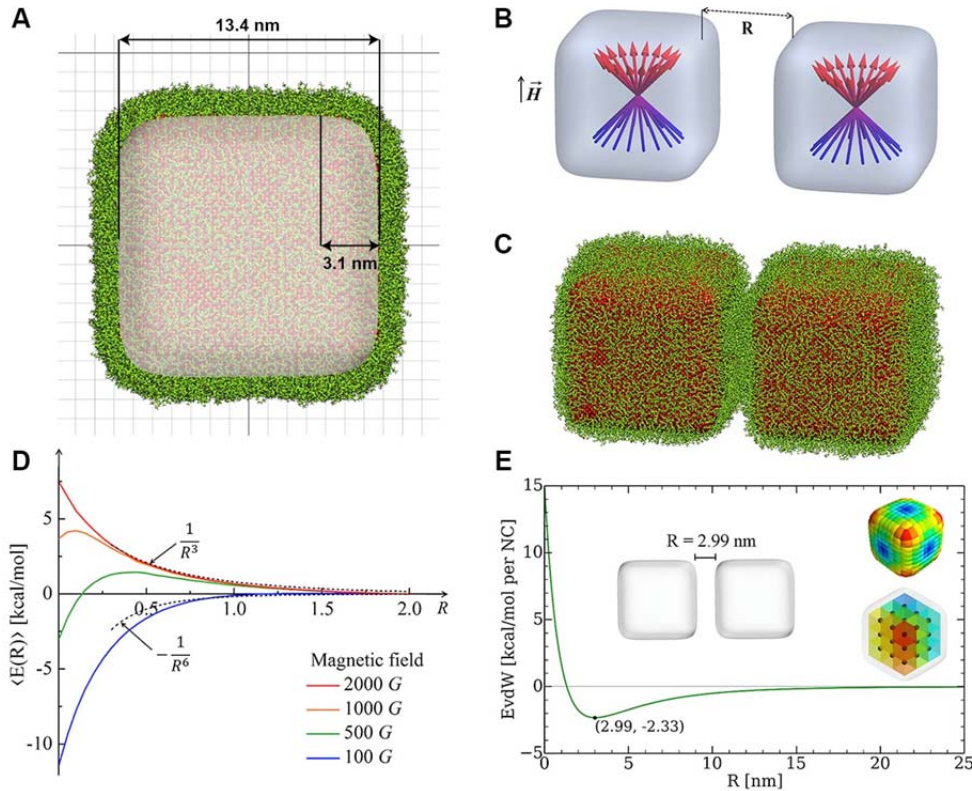 A
13.4 nm
3.1 nm
B
R
H
C
D
⟨E(R)⟩ [kcal/mol]
5
0
-5
-10
0.5
1.0
1.5
2.0
R
1
R³
1
− R⁶
Magnetic field
2000 G
1000 G
500 G
100 G
E
EvdW [kcal/mol per NC]
15
10
5
0
−5
R = 2.99 nm
(2.99, -2.33)
0
5
10
15
20
25
R [nm]